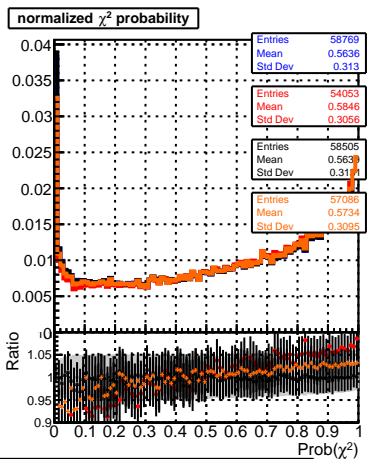 normalized χ² probability
0.04
0.035
0.03
0.025
0.02
0.015
0.01
0.005
0
Entries 58769
Mean 0.5636
Std Dev 0.313
Entries 54053
Mean 0.5846
Std Dev 0.3056
Entries 58505
Mean
Std Dev
Entries 57086
Mean 0.5734
Std Dev 0.3095
Ratio
1.05
1
0.95
0.9
0 0.1 0.2 0.3 0.4 0.5 0.6 0.7 0.8 0.9 1
Prob(χ²)